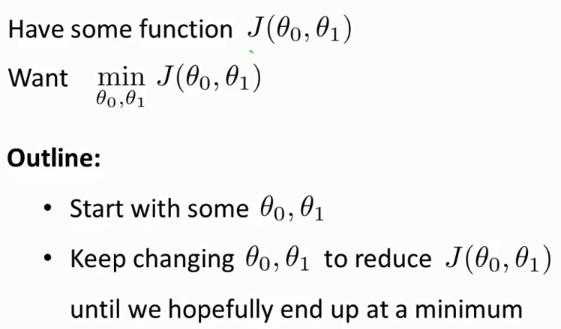 Have some function J(θ₀, θ₁)
Want min J(θ₀, θ₁)
θ₀,θ₁
Outline:
• Start with some θ₀, θ₁
• Keep changing θ₀, θ₁ to reduce J(θ₀, θ₁)
until we hopefully end up at a minimum